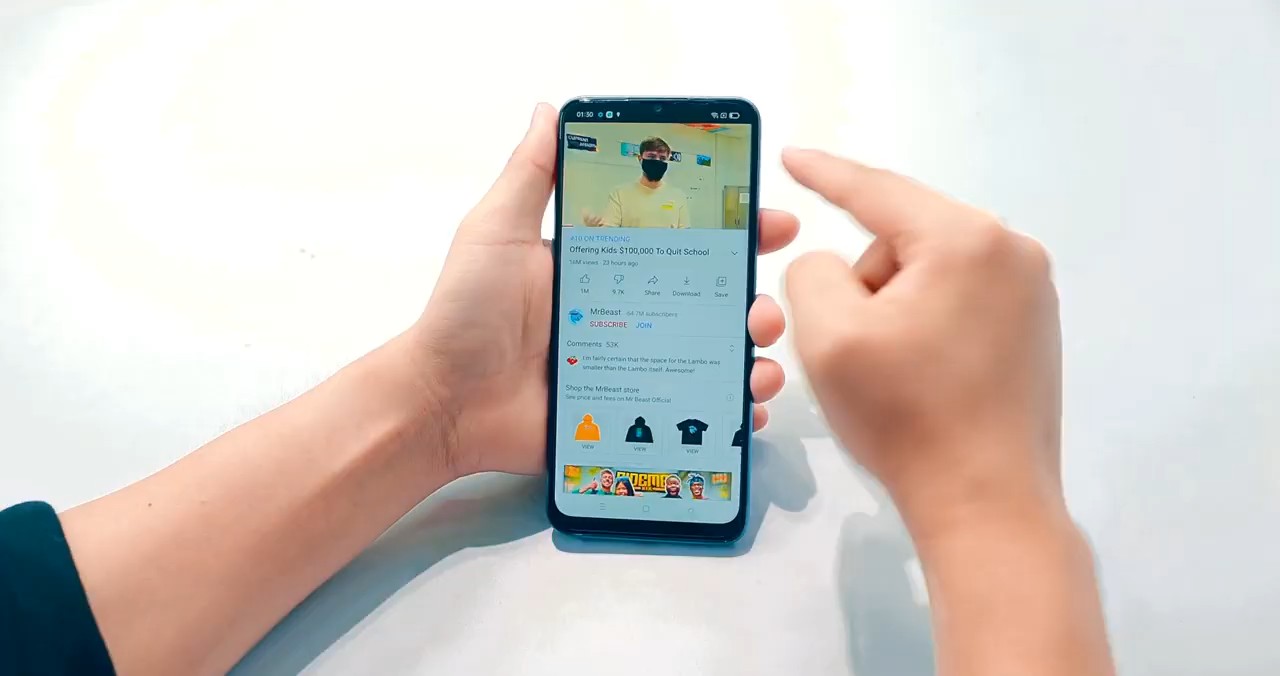 01:50
#10 ON TRENDING
Offering Kids $100,000 To Quit School
16M views · 23 hours ago
1M
9.7K
Share
Download
Save
MrBeast 64.7M subscribers
SUBSCRIBE JOIN
Comments 53K
I'm fairly certain that the space for the Lambo was
smaller than the Lambo itself. Awesome!
Shop the MrBeast store
See price and fees on Mr Beast Official
VIEW
VIEW
VIEW